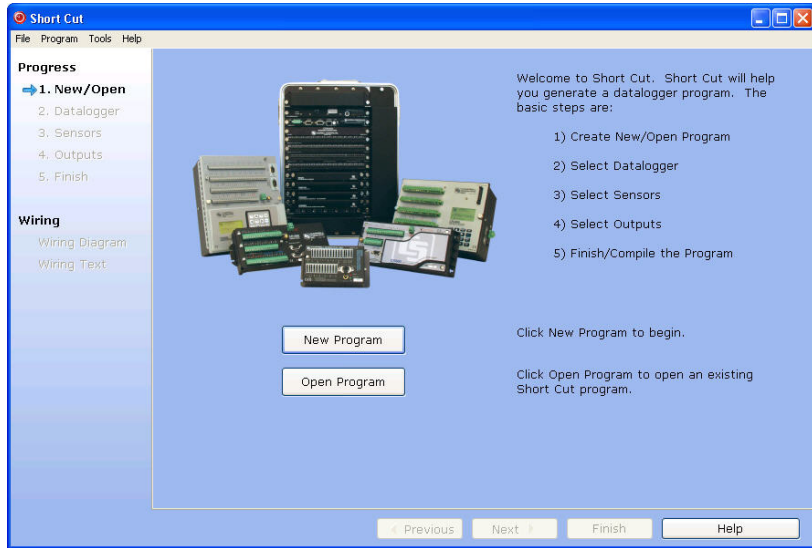 Short Cut
File Program Tools Help
Progress
1. New/Open
2. Datalogger
3. Sensors
4. Outputs
5. Finish
Wiring
Wiring Diagram
Wiring Text
Welcome to Short Cut. Short Cut will help
you generate a datalogger program. The
basic steps are:
1) Create New/Open Program
2) Select Datalogger
3) Select Sensors
4) Select Outputs
5) Finish/Compile the Program
New Program
Click New Program to begin.
Open Program
Click Open Program to open an existing
Short Cut program.
< Previous
Next >
Finish
Help